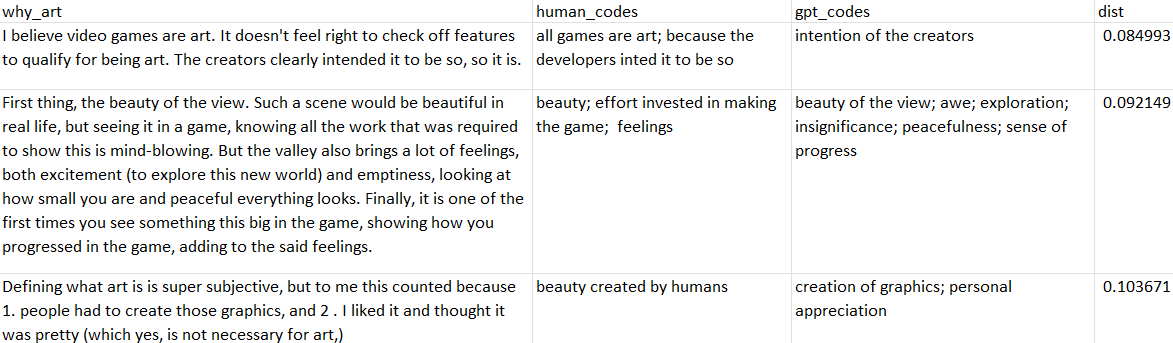 why_art human_codes gpt_codes dist
I believe video games are art. It doesn't feel right to check off features
to qualify for being art. The creators clearly intended it to be so, so it is.
all games are art; because the
developers inted it to be so
intention of the creators
0.084993
First thing, the beauty of the view. Such a scene would be beautiful in
real life, but seeing it in a game, knowing all the work that was required
to show this is mind-blowing. But the valley also brings a lot of feelings,
both excitement (to explore this new world) and emptiness, looking at
how small you are and peaceful everything looks. Finally, it is one of the
first times you see something this big in the game, showing how you
progressed in the game, adding to the said feelings.
beauty; effort invested in making
the game; feelings
beauty of the view; awe; exploration;
insignificance; peacefulness; sense of
progress
0.092149
Defining what art is is super subjective, but to me this counted because
1. people had to create those graphics, and 2 . I liked it and thought it
was pretty (which yes, is not necessary for art,)
beauty created by humans
creation of graphics; personal
appreciation
0.103671